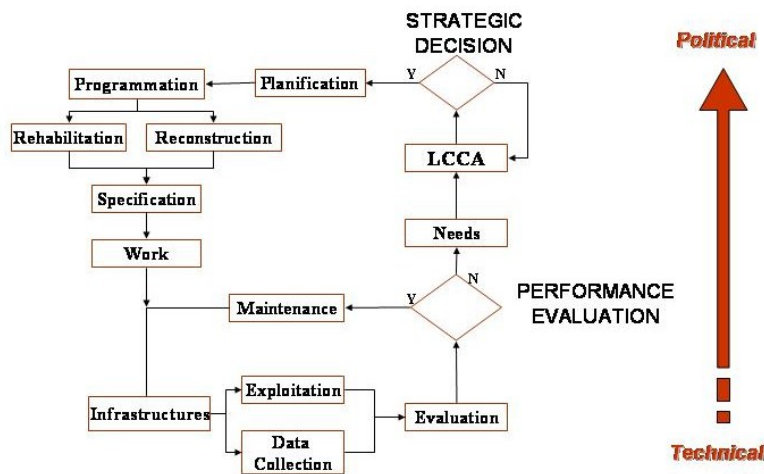 STRATEGIC
DECISION
Political
Programmation
Planification
Y
N
Rehabilitation
Reconstruction
LCCA
Specification
Needs
Work
N
Y
Maintenance
PERFORMANCE
EVALUATION
Exploitation
Infrastructures
Evaluation
Data
Collection
Technical